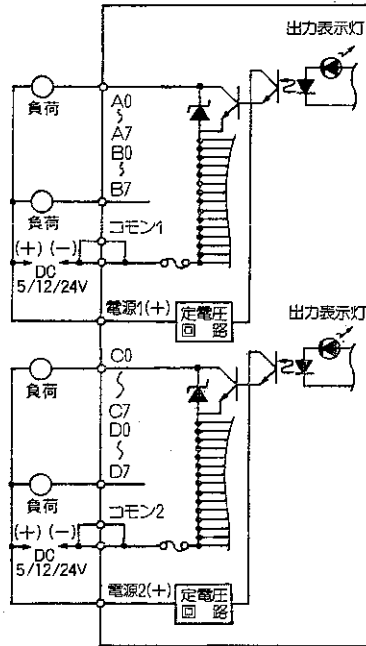 出力表示灯
負荷
A0
〜
A7
B0
〜
B7
負荷
コモン1
(+) (−)
DC
5/12/24V
電源1(+)
定電圧
回路
出力表示灯
負荷
C0
〜
C7
D0
〜
D7
負荷
コモン2
(+) (−)
DC
5/12/24V
電源2(+)
定電圧
回路